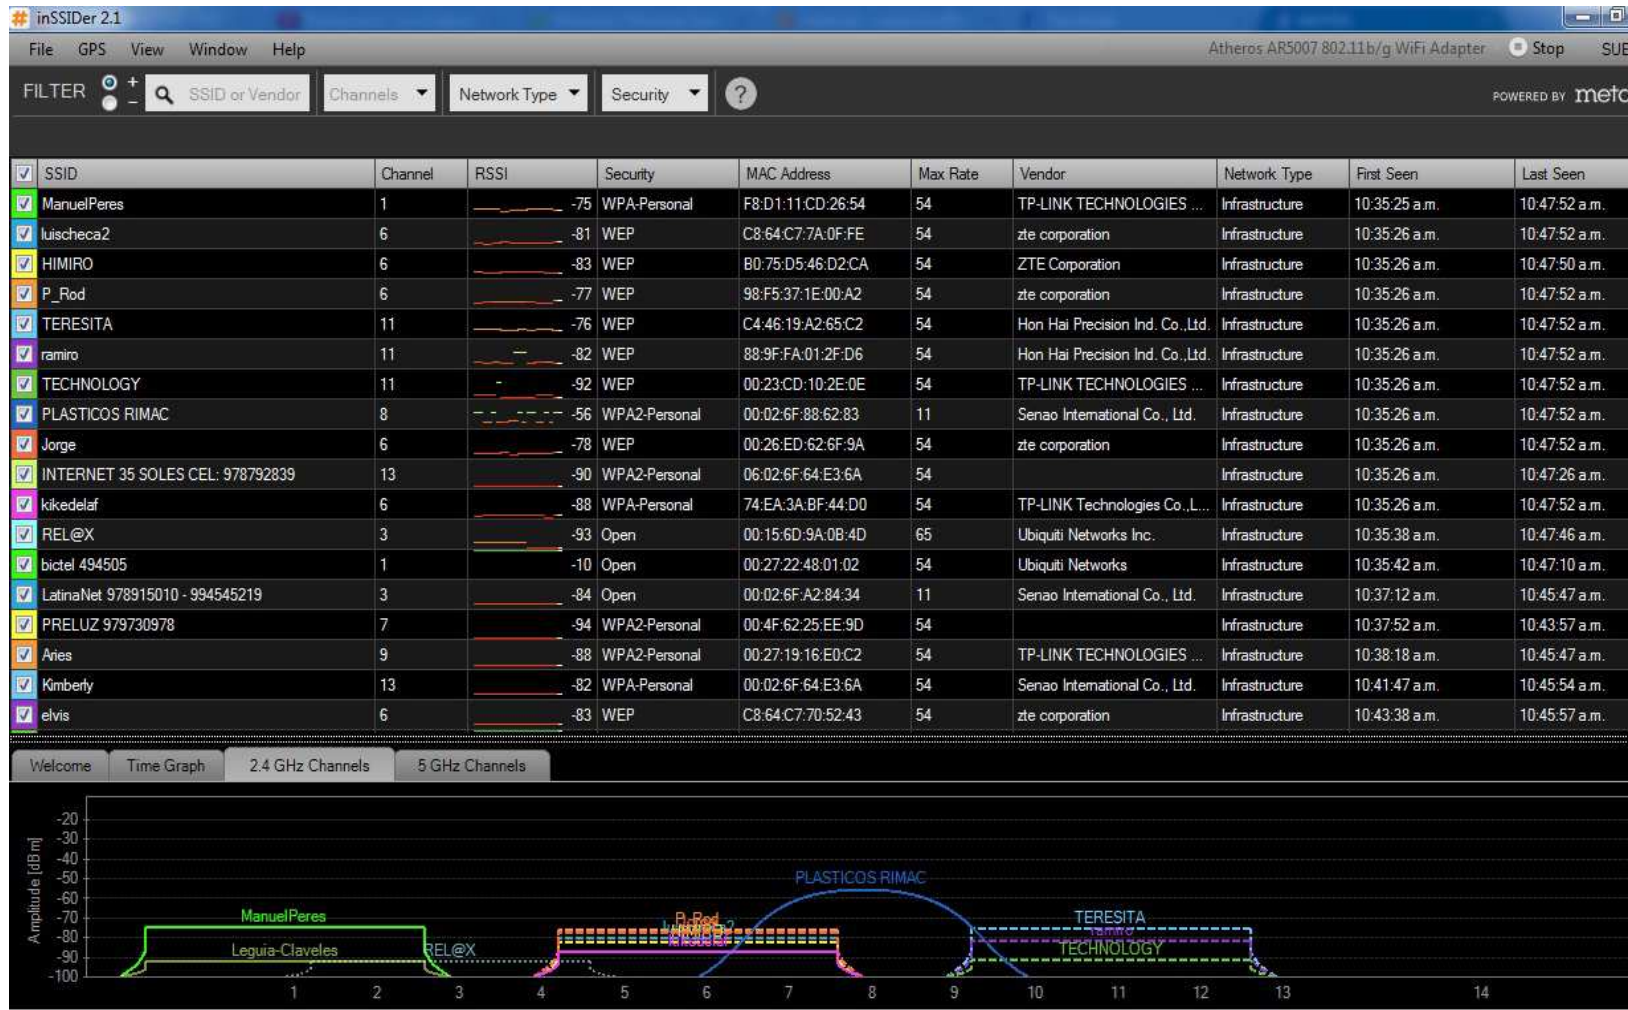 inSSIDer 2.1
File GPS View Window Help Atheros AR5007 802.11b/g WiFi Adapter Stop
FILTER + - SSID or Vendor Channels Network Type Security ? POWERED BY
SSID Channel RSSI Security MAC Address Max Rate Vendor Network Type First Seen Last Seen
ManuelPeres 1 -75 WPA-Personal F8:D1:11:CD:26:54 54 TP-LINK TECHNOLOGIES ... Infrastructure 10:35:25 a.m. 10:47:52 a.m.
luischeca2 6 -81 WEP C8:64:C7:7A:0F:FE 54 zte corporation Infrastructure 10:35:26 a.m. 10:47:52 a.m.
HIMIRO 6 -83 WEP B0:75:D5:46:D2:CA 54 ZTE Corporation Infrastructure 10:35:26 a.m. 10:47:50 a.m.
P_Rod 6 -77 WEP 98:F5:37:1E:00:A2 54 zte corporation Infrastructure 10:35:26 a.m. 10:47:52 a.m.
TERESITA 11 -76 WEP C4:46:19:A2:65:C2 54 Hon Hai Precision Ind. Co.,Ltd. Infrastructure 10:35:26 a.m. 10:47:52 a.m.
ramiro 11 -82 WEP 88:9F:FA:01:2F:D6 54 Hon Hai Precision Ind. Co.,Ltd. Infrastructure 10:35:26 a.m. 10:47:52 a.m.
TECHNOLOGY 11 -92 WEP 00:23:CD:10:2E:0E 54 TP-LINK TECHNOLOGIES ... Infrastructure 10:35:26 a.m. 10:47:52 a.m.
PLASTICOS RIMAC 8 -56 WPA2-Personal 00:02:6F:88:62:83 11 Senao International Co., Ltd. Infrastructure 10:35:26 a.m. 10:47:52 a.m.
Jorge 6 -78 WEP 00:26:ED:62:6F:9A 54 zte corporation Infrastructure 10:35:26 a.m. 10:47:52 a.m.
INTERNET 35 SOLES CEL: 978792839 13 -90 WPA2-Personal 06:02:6F:64:E3:6A 54 Infrastructure 10:35:26 a.m. 10:47:26 a.m.
kikedelaf 6 -88 WPA-Personal 74:EA:3A:BF:44:D0 54 TP-LINK Technologies Co.,L... Infrastructure 10:35:26 a.m. 10:47:52 a.m.
REL@X 3 -93 Open 00:15:6D:9A:0B:4D 65 Ubiquiti Networks Inc. Infrastructure 10:35:38 a.m. 10:47:46 a.m.
bictel 494505 1 -10 Open 00:27:22:48:01:02 54 Ubiquiti Networks Infrastructure 10:35:42 a.m. 10:47:10 a.m.
LatinaNet 978915010 - 994545219 3 -84 Open 00:02:6F:A2:84:34 11 Senao International Co., Ltd. Infrastructure 10:37:12 a.m. 10:45:47 a.m.
PRELUZ 979730978 7 -94 WPA2-Personal 00:4F:62:25:EE:9D 54 Infrastructure 10:37:52 a.m. 10:43:57 a.m.
Aries 9 -88 WPA2-Personal 00:27:19:16:E0:C2 54 TP-LINK TECHNOLOGIES ... Infrastructure 10:38:18 a.m. 10:45:47 a.m.
Kimberly 13 -82 WPA-Personal 00:02:6F:64:E3:6A 54 Senao International Co., Ltd. Infrastructure 10:41:47 a.m. 10:45:54 a.m.
elvis 6 -83 WEP C8:64:C7:70:52:43 54 zte corporation Infrastructure 10:43:38 a.m. 10:45:57 a.m.
Welcome Time Graph 2.4 GHz Channels 5 GHz Channels
Amplitude [dBm]
-20
-30
-40
-50
-60
-70
-80
-90
-100
PLASTICOS RIMAC
ManuelPeres P_Rod TERESITA
ramiro
Leguia-Claveles REL@X TECHNOLOGY
1 2 3 4 5 6 7 8 9 10 11 12 13 14